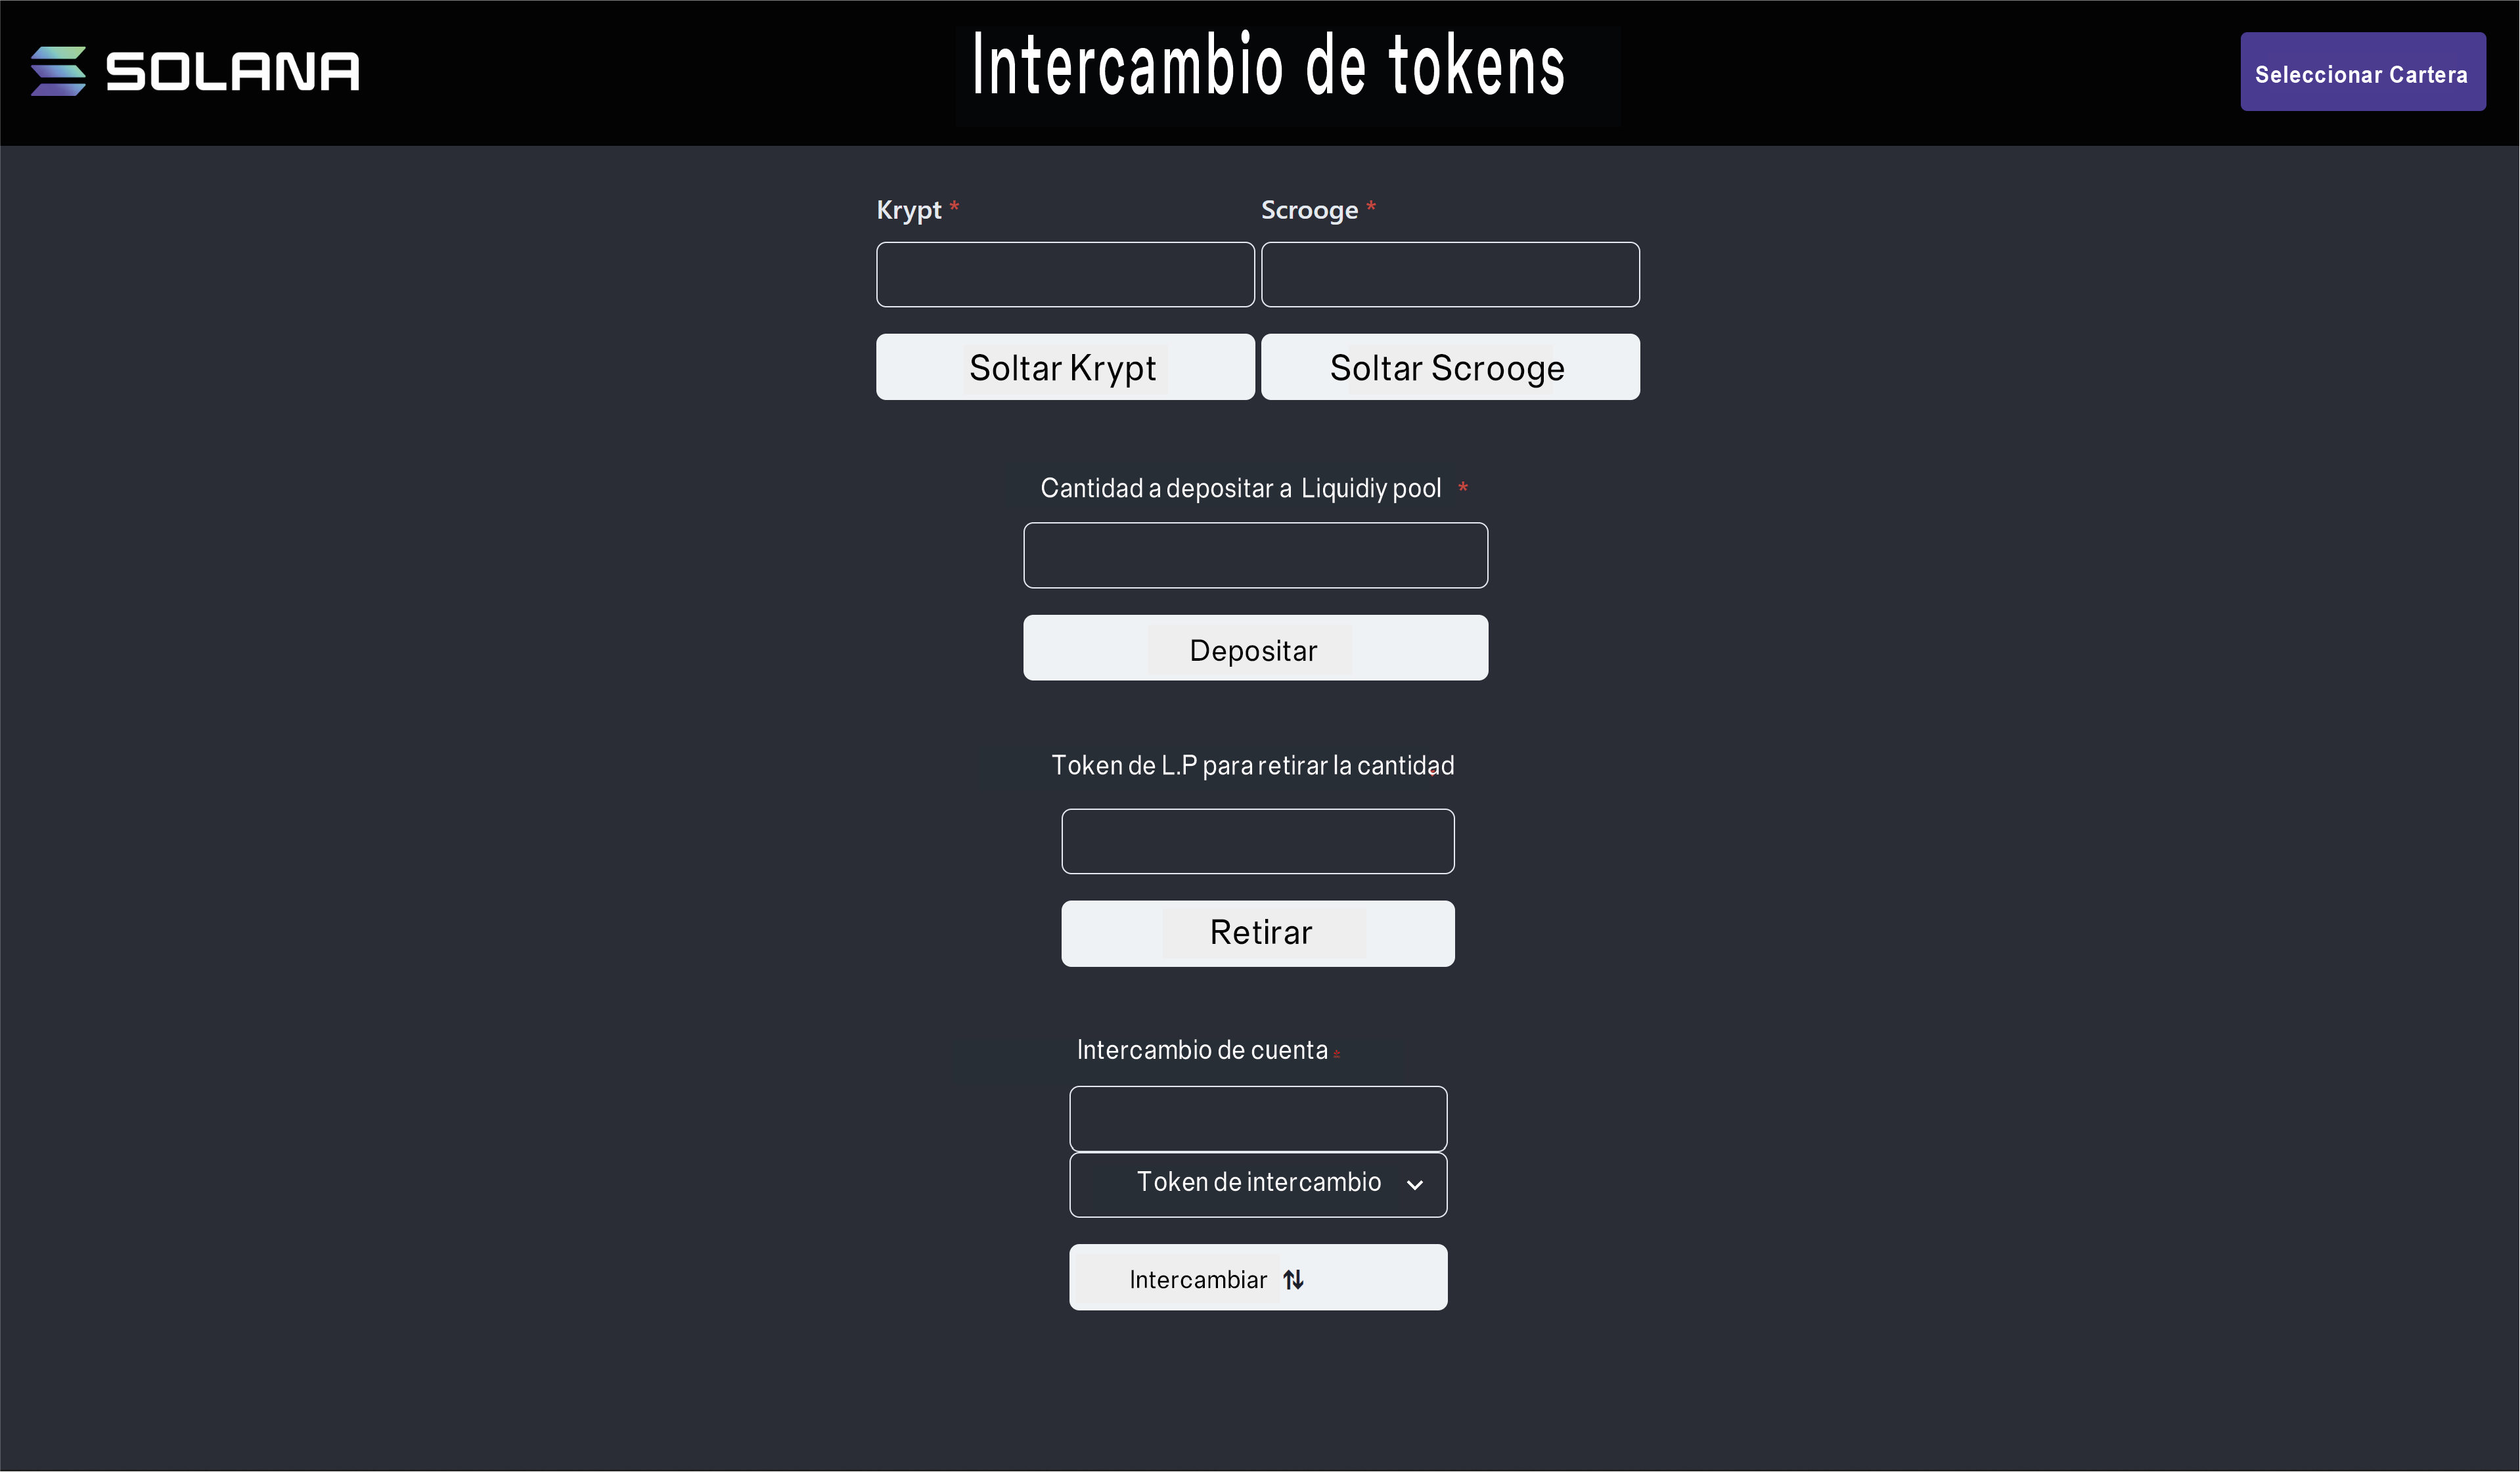 SOLANA
Intercambio de tokens
Seleccionar Cartera
Krypt *
Scrooge *
Soltar Krypt
Soltar Scrooge
Cantidad a depositar a Liquidiy pool *
Depositar
Token de L.P para retirar la cantidad
Retirar
Intercambio de cuenta *
Token de intercambio
Intercambiar